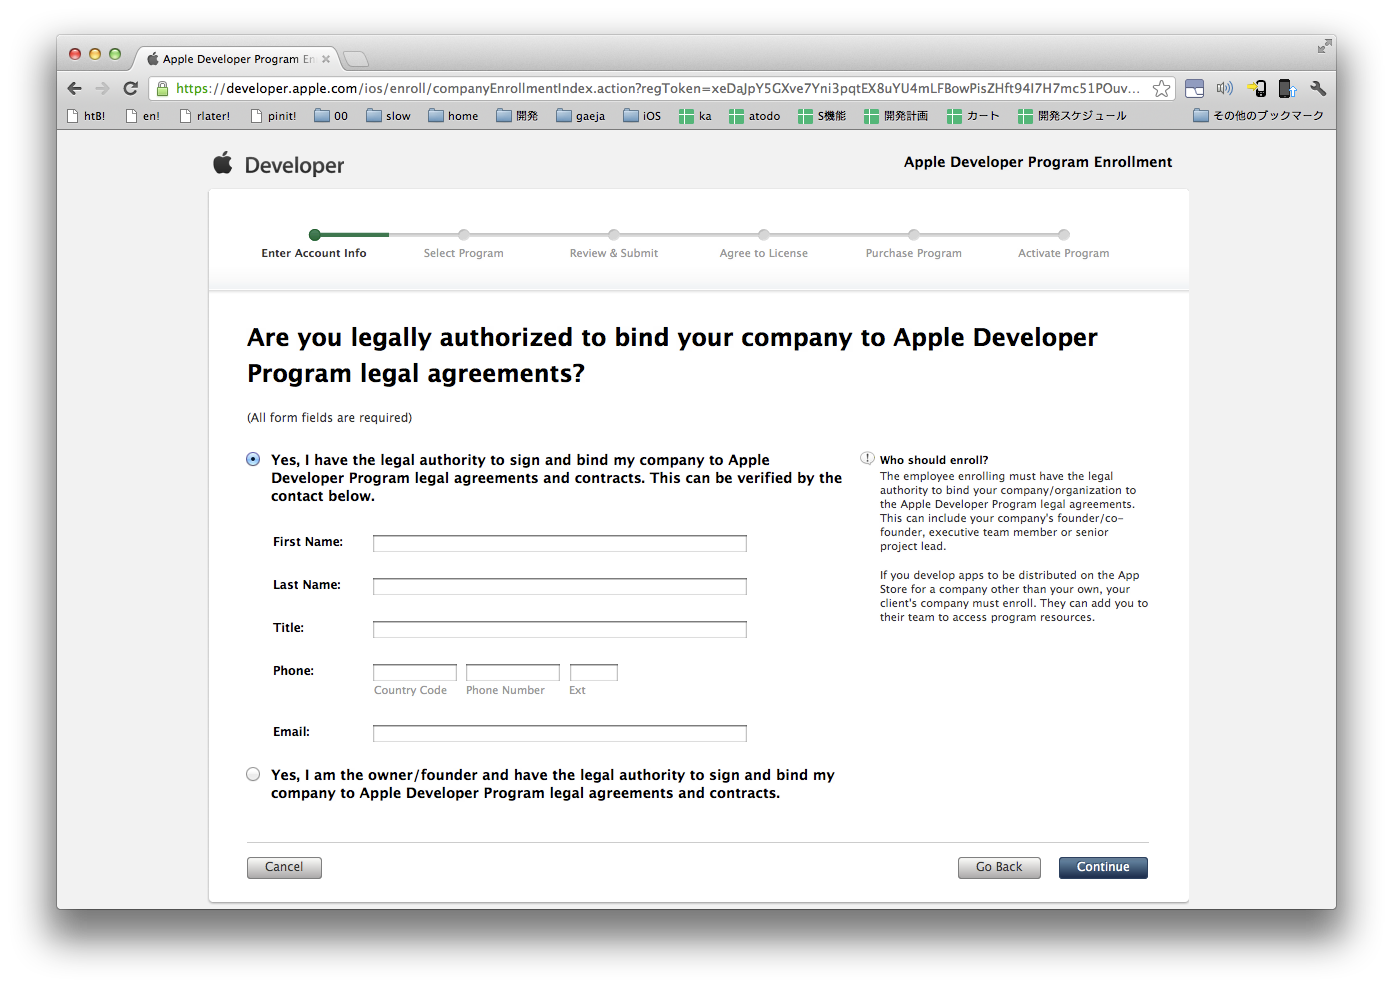 Apple Developer Program En
https://developer.apple.com/ios/enroll/companyEnrollmentIndex.action?regToken=xeDaJpY5GXve7Yni3pqtEX8uYU4mLFBowPisZHft94I7H7mc51POuv...
htB! en! rlater! pinit! 00 slow home 開発 gaeja iOS ka atodo S機能 開発計画 カート 開発スケジュール その他のブックマーク
Developer
Apple Developer Program Enrollment
Enter Account Info Select Program Review & Submit Agree to License Purchase Program Activate Program
Are you legally authorized to bind your company to Apple Developer
Program legal agreements?
(All form fields are required)
Yes, I have the legal authority to sign and bind my company to Apple
Developer Program legal agreements and contracts. This can be verified by the
contact below.
First Name:
Last Name:
Title:
Phone:
Country Code Phone Number Ext
Email:
Yes, I am the owner/founder and have the legal authority to sign and bind my
company to Apple Developer Program legal agreements and contracts.
Who should enroll?
The employee enrolling must have the legal
authority to bind your company/organization to
the Apple Developer Program legal agreements.
This can include your company's founder/co-
founder, executive team member or senior
project lead.
If you develop apps to be distributed on the App
Store for a company other than your own, your
client's company must enroll. They can add you to
their team to access program resources.
Cancel Go Back Continue